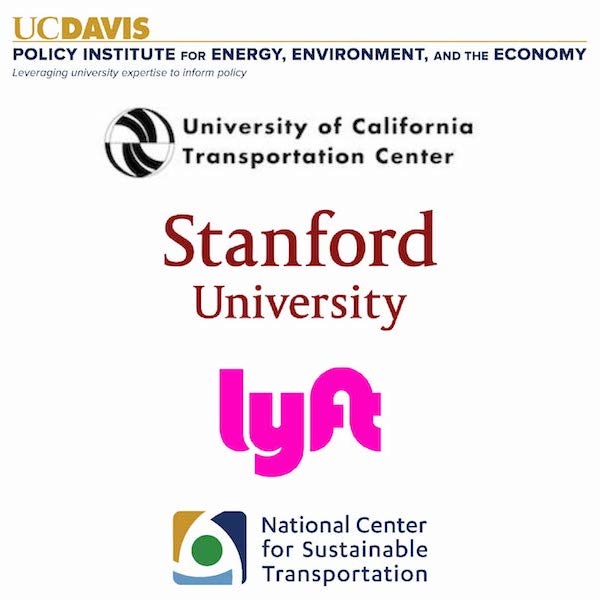 UCDAVIS
POLICY INSTITUTE FOR ENERGY, ENVIRONMENT, AND THE ECONOMY
Leveraging university expertise to inform policy
University of California
Transportation Center
Stanford
University
lyft
National Center
for Sustainable
Transportation